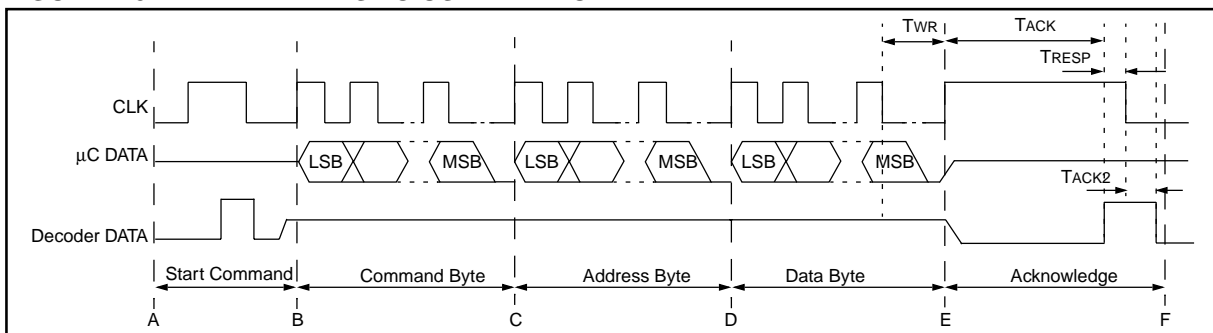 TWR
TACK
TRESP
CLK
μC DATA
LSB
MSB
LSB
MSB
LSB
MSB
TACK2
Decoder DATA
Start Command
Command Byte
Address Byte
Data Byte
Acknowledge
A
B
C
D
E
F